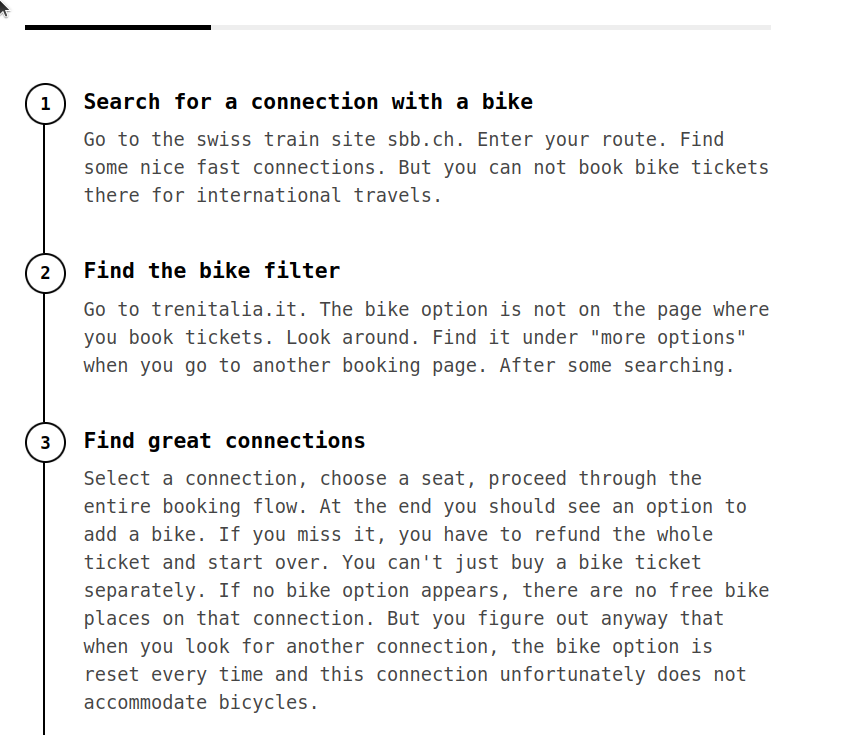 1
Search for a connection with a bike
Go to the swiss train site sbb.ch. Enter your route. Find
some nice fast connections. But you can not book bike tickets
there for international travels.
2
Find the bike filter
Go to trenitalia.it. The bike option is not on the page where
you book tickets. Look around. Find it under "more options"
when you go to another booking page. After some searching.
3
Find great connections
Select a connection, choose a seat, proceed through the
entire booking flow. At the end you should see an option to
add a bike. If you miss it, you have to refund the whole
ticket and start over. You can't just buy a bike ticket
separately. If no bike option appears, there are no free bike
places on that connection. But you figure out anyway that
when you look for another connection, the bike option is
reset every time and this connection unfortunately does not
accommodate bicycles.